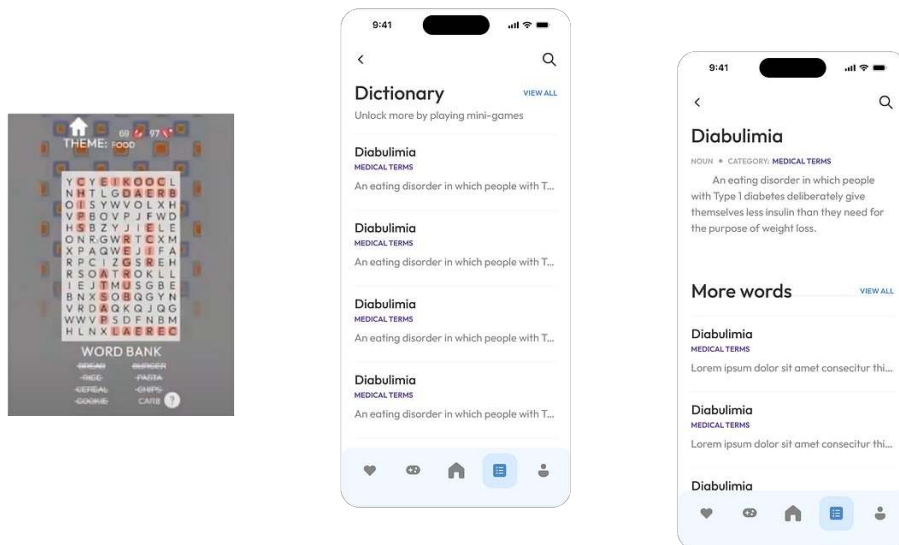 69 97
THEME: FOOD
Y C Y E I K O O C L
N H T L G D A E R B
O I S Y W V O L X H
V P B O V P J F W D
H S B Z Y J I E L E
O N R G W R T C X M
X P A Q W E J I F A
R P C I Z G S R E H
R S O A T R O K L L
I E J T M U S G B E
B N X S O B Q G Y N
V R D A Q K Q J Q G
W W V P S D F N B M
H L N X L A E R E C
WORD BANK
BREAD BURGER
RICE PASTA
CEREAL CHIPS
COOKIE CARB ?
9:41
Dictionary VIEW ALL
Unlock more by playing mini-games
Diabulimia
MEDICAL TERMS
An eating disorder in which people with T...
Diabulimia
MEDICAL TERMS
An eating disorder in which people with T...
Diabulimia
MEDICAL TERMS
An eating disorder in which people with T...
Diabulimia
MEDICAL TERMS
An eating disorder in which people with T...
9:41
Diabulimia
NOUN • CATEGORY: MEDICAL TERMS
An eating disorder in which people
with Type 1 diabetes deliberately give
themselves less insulin than they need for
the purpose of weight loss.
More words VIEW ALL
Diabulimia
MEDICAL TERMS
Lorem ipsum dolor sit amet consecitur thi...
Diabulimia
MEDICAL TERMS
Lorem ipsum dolor sit amet consecitur thi...
Diabulimia